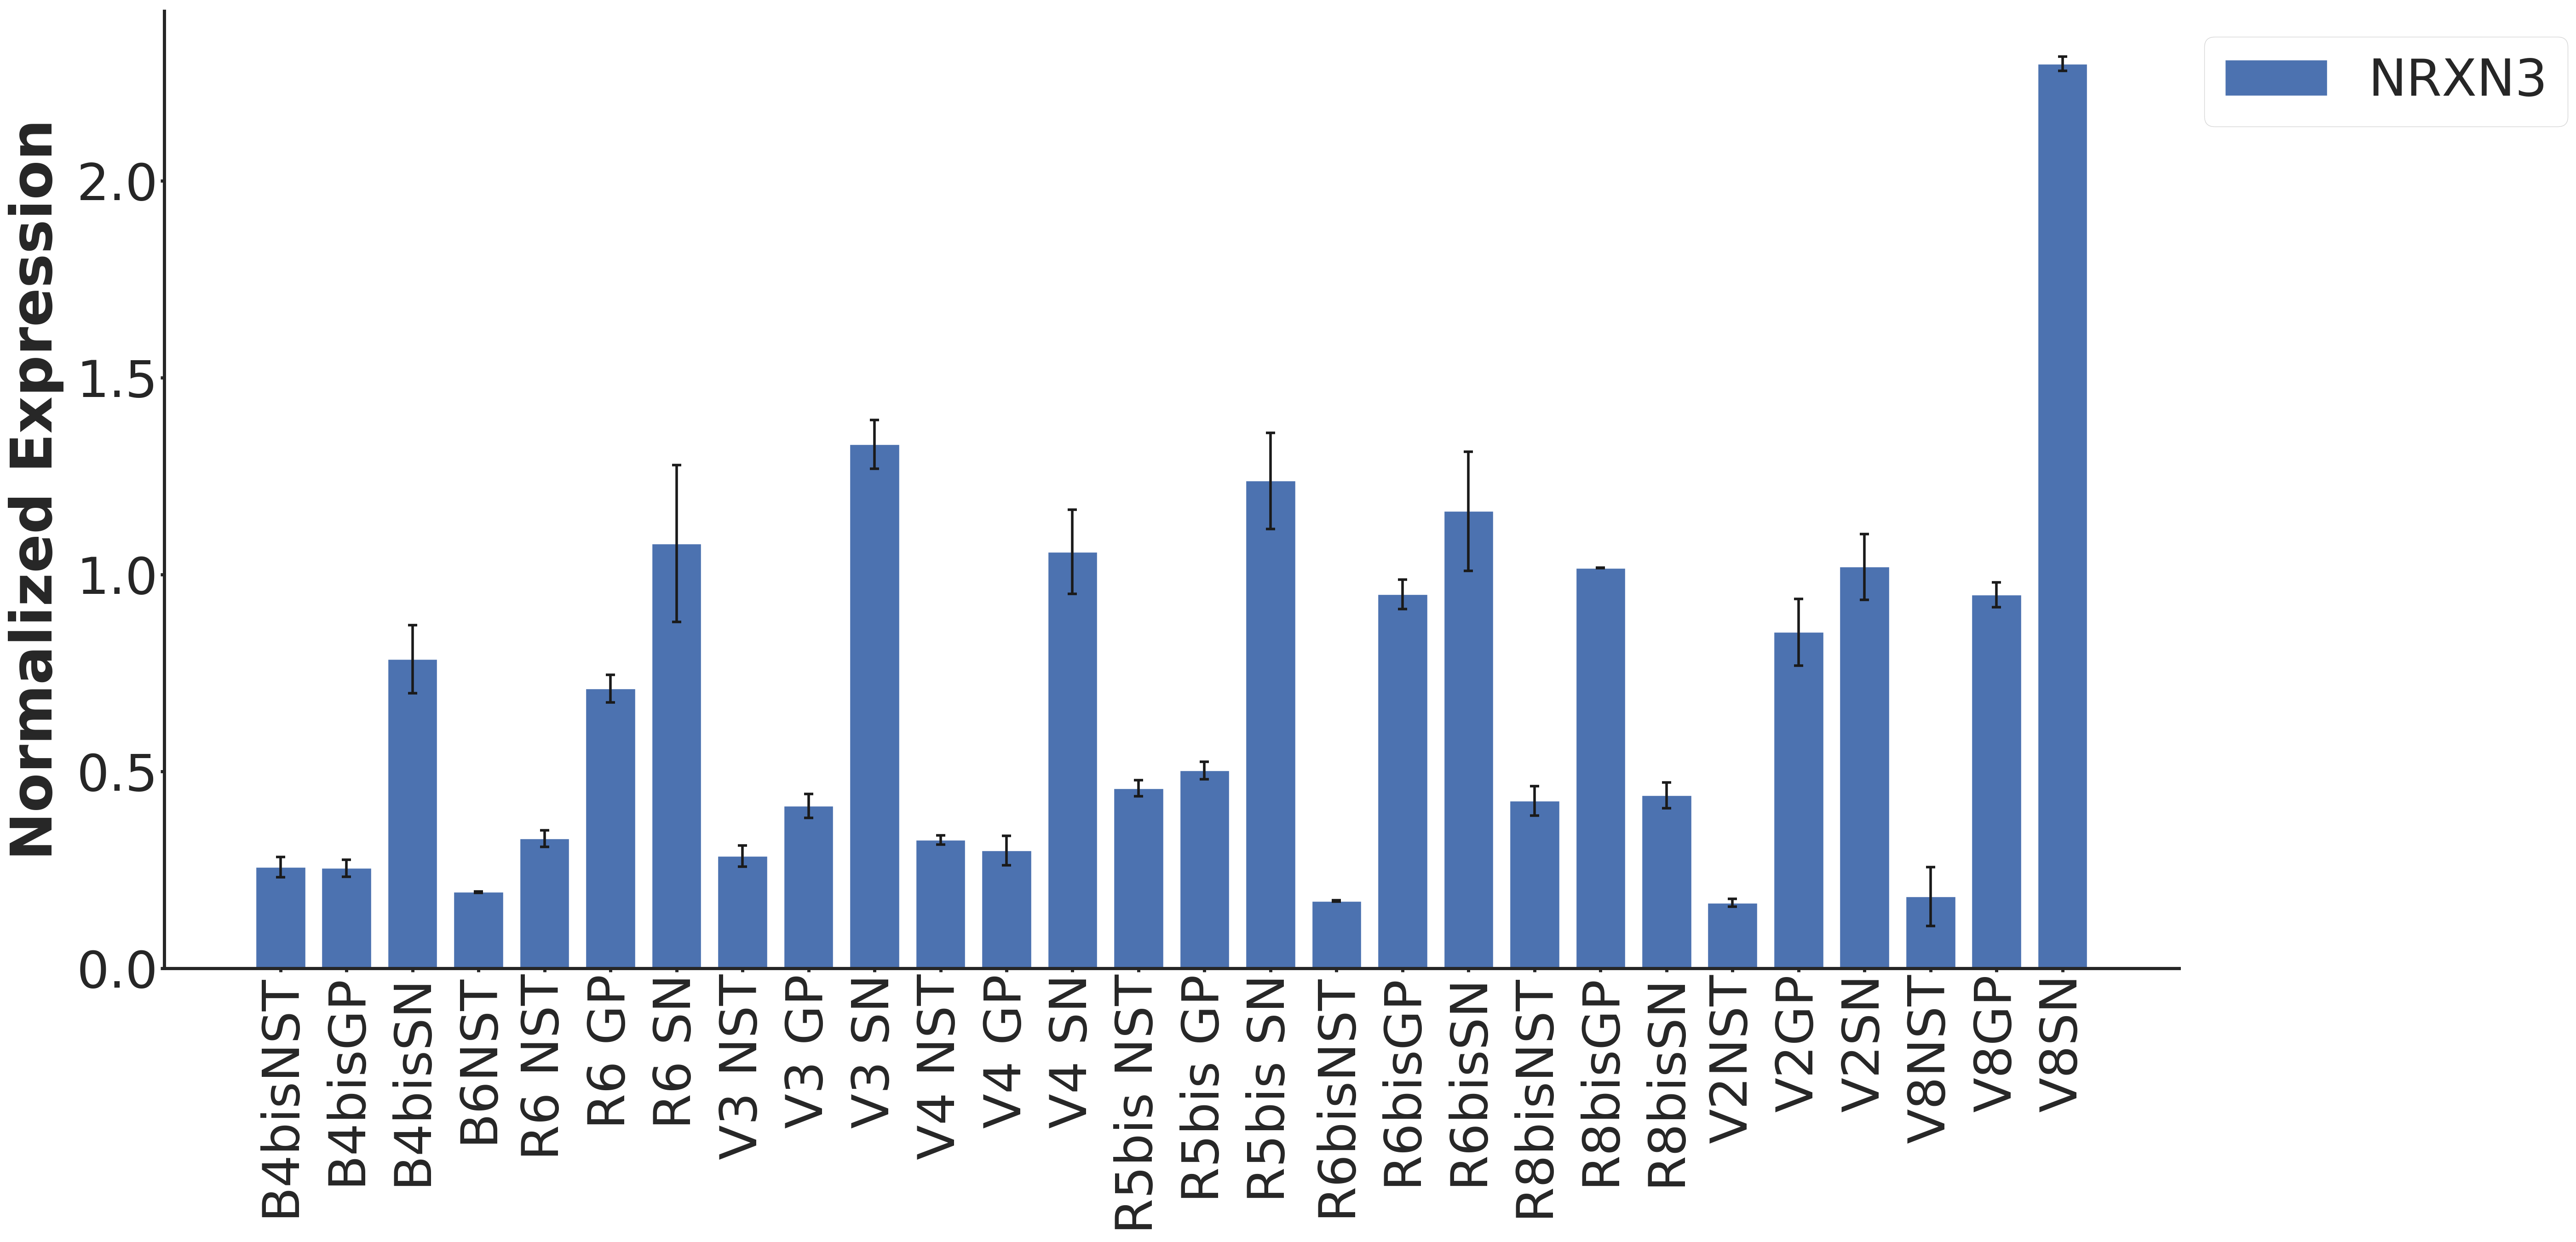 NRXN3
Normalized Expression
2.0
1.5
1.0
0.5
0.0
B4bisNST
B4bisGP
B4bisSN
B6NST
R6 NST
R6 GP
R6 SN
V3 NST
V3 GP
V3 SN
V4 NST
V4 GP
V4 SN
R5bis NST
R5bis GP
R5bis SN
R6bisNST
R6bisGP
R6bisSN
R8bisNST
R8bisGP
R8bisSN
V2NST
V2GP
V2SN
V8NST
V8GP
V8SN